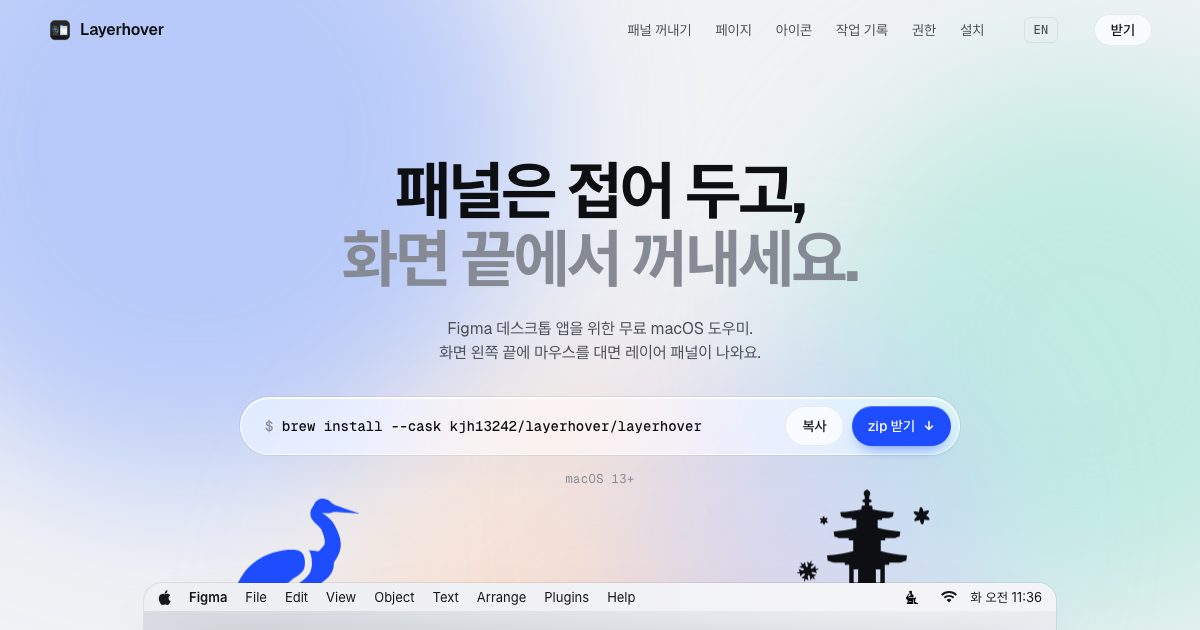 Layerhover
패널 꺼내기 페이지 아이콘 작업 기록 권한 설치 EN 받기
패널은 접어 두고,
화면 끝에서 꺼내세요.
Figma 데스크톱 앱을 위한 무료 macOS 도우미.
화면 왼쪽 끝에 마우스를 대면 레이어 패널이 나와요.
$ brew install --cask kjh13242/layerhover/layerhover 복사 zip 받기 ↓
macOS 13+
Figma File Edit View Object Text Arrange Plugins Help 화 오전 11:36